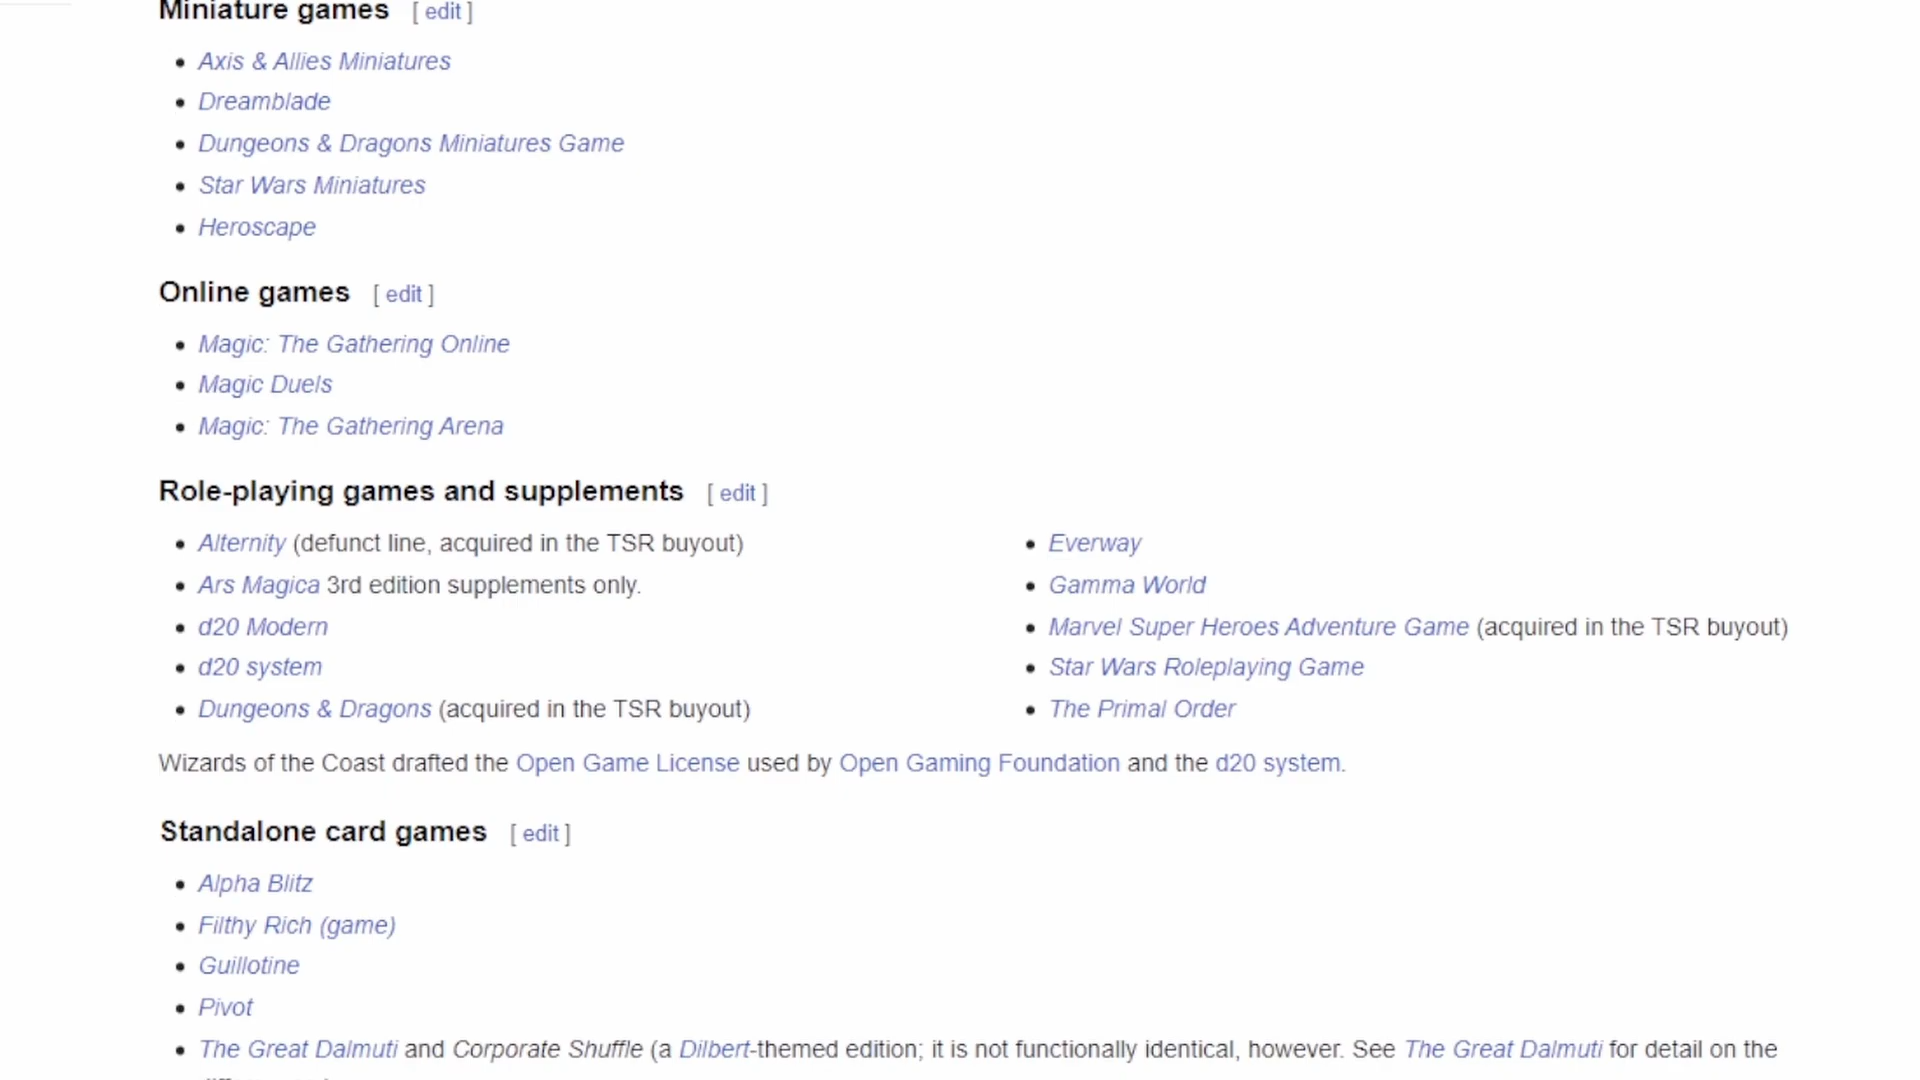 Miniature games [ edit ]
Axis & Allies Miniatures
Dreamblade
Dungeons & Dragons Miniatures Game
Star Wars Miniatures
Heroscape
Online games [ edit ]
Magic: The Gathering Online
Magic Duels
Magic: The Gathering Arena
Role-playing games and supplements [ edit ]
Alternity (defunct line, acquired in the TSR buyout)
Ars Magica 3rd edition supplements only.
d20 Modern
d20 system
Dungeons & Dragons (acquired in the TSR buyout)
Everway
Gamma World
Marvel Super Heroes Adventure Game (acquired in the TSR buyout)
Star Wars Roleplaying Game
The Primal Order
Wizards of the Coast drafted the Open Game License used by Open Gaming Foundation and the d20 system.
Standalone card games [ edit ]
Alpha Blitz
Filthy Rich (game)
Guillotine
Pivot
The Great Dalmuti and Corporate Shuffle (a Dilbert-themed edition; it is not functionally identical, however. See The Great Dalmuti for detail on the